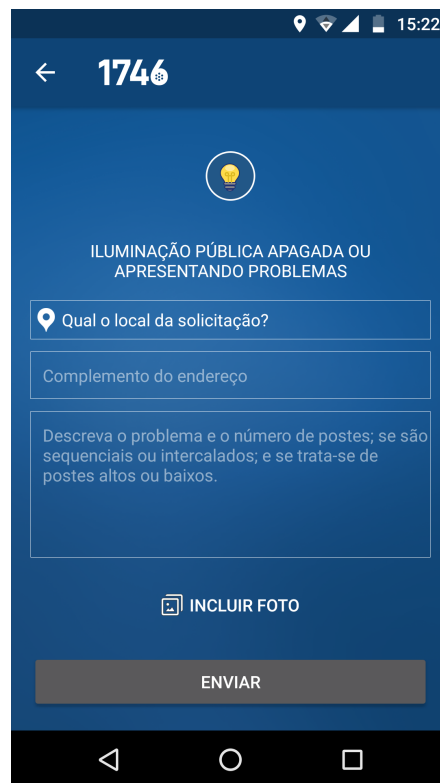 15:22
1746
ILUMINAÇÃO PÚBLICA APAGADA OU
APRESENTANDO PROBLEMAS
Qual o local da solicitação?
Complemento do endereço
Descreva o problema e o número de postes; se são
sequenciais ou intercalados; e se trata-se de
postes altos ou baixos.
INCLUIR FOTO
ENVIAR